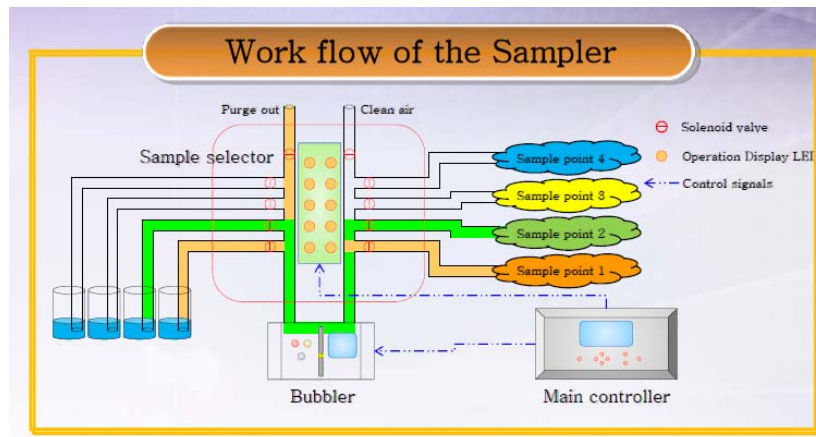 Work flow of the Sampler
Purge out
Clean air
Sample selector
Solenoid valve
Operation Display LE
Control signals
Sample point 4
Sample point 3
Sample point 2
Sample point 1
Bubbler
Main controller